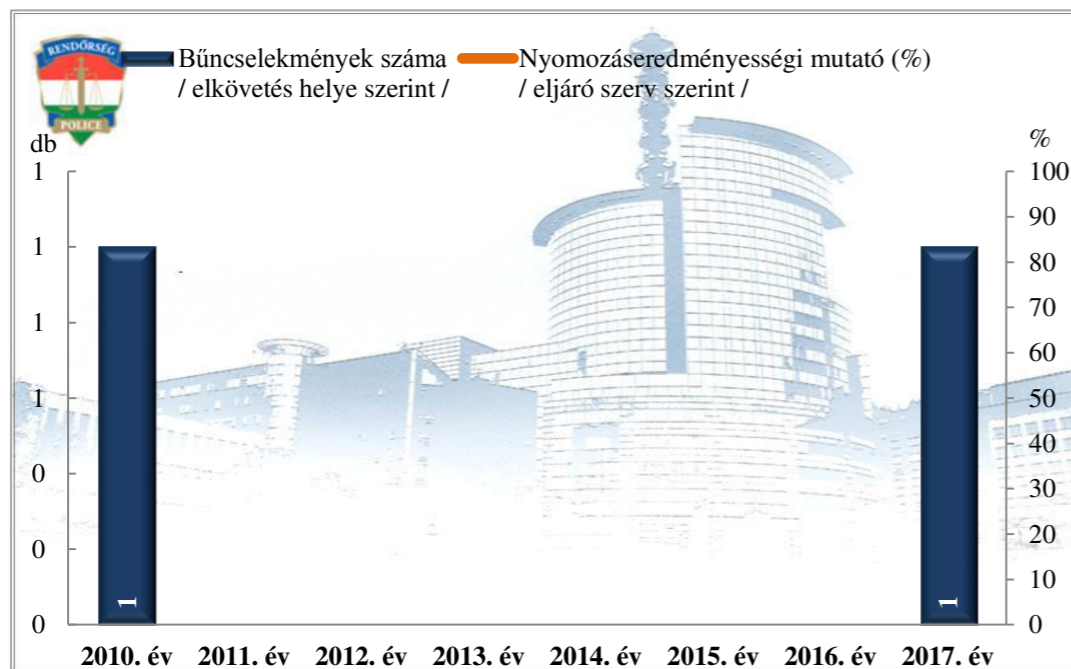 RENDŐRSÉG
POLICE
Bűncselekmények száma
/ elkövetés helye szerint /
Nyomozáseredményességi mutató (%)
/ eljáró szerv szerint /
db
%
1
1
1
1
0
0
0
100
90
80
70
60
50
40
30
20
10
0
1
1
2010. év 2011. év 2012. év 2013. év 2014. év 2015. év 2016. év 2017. év